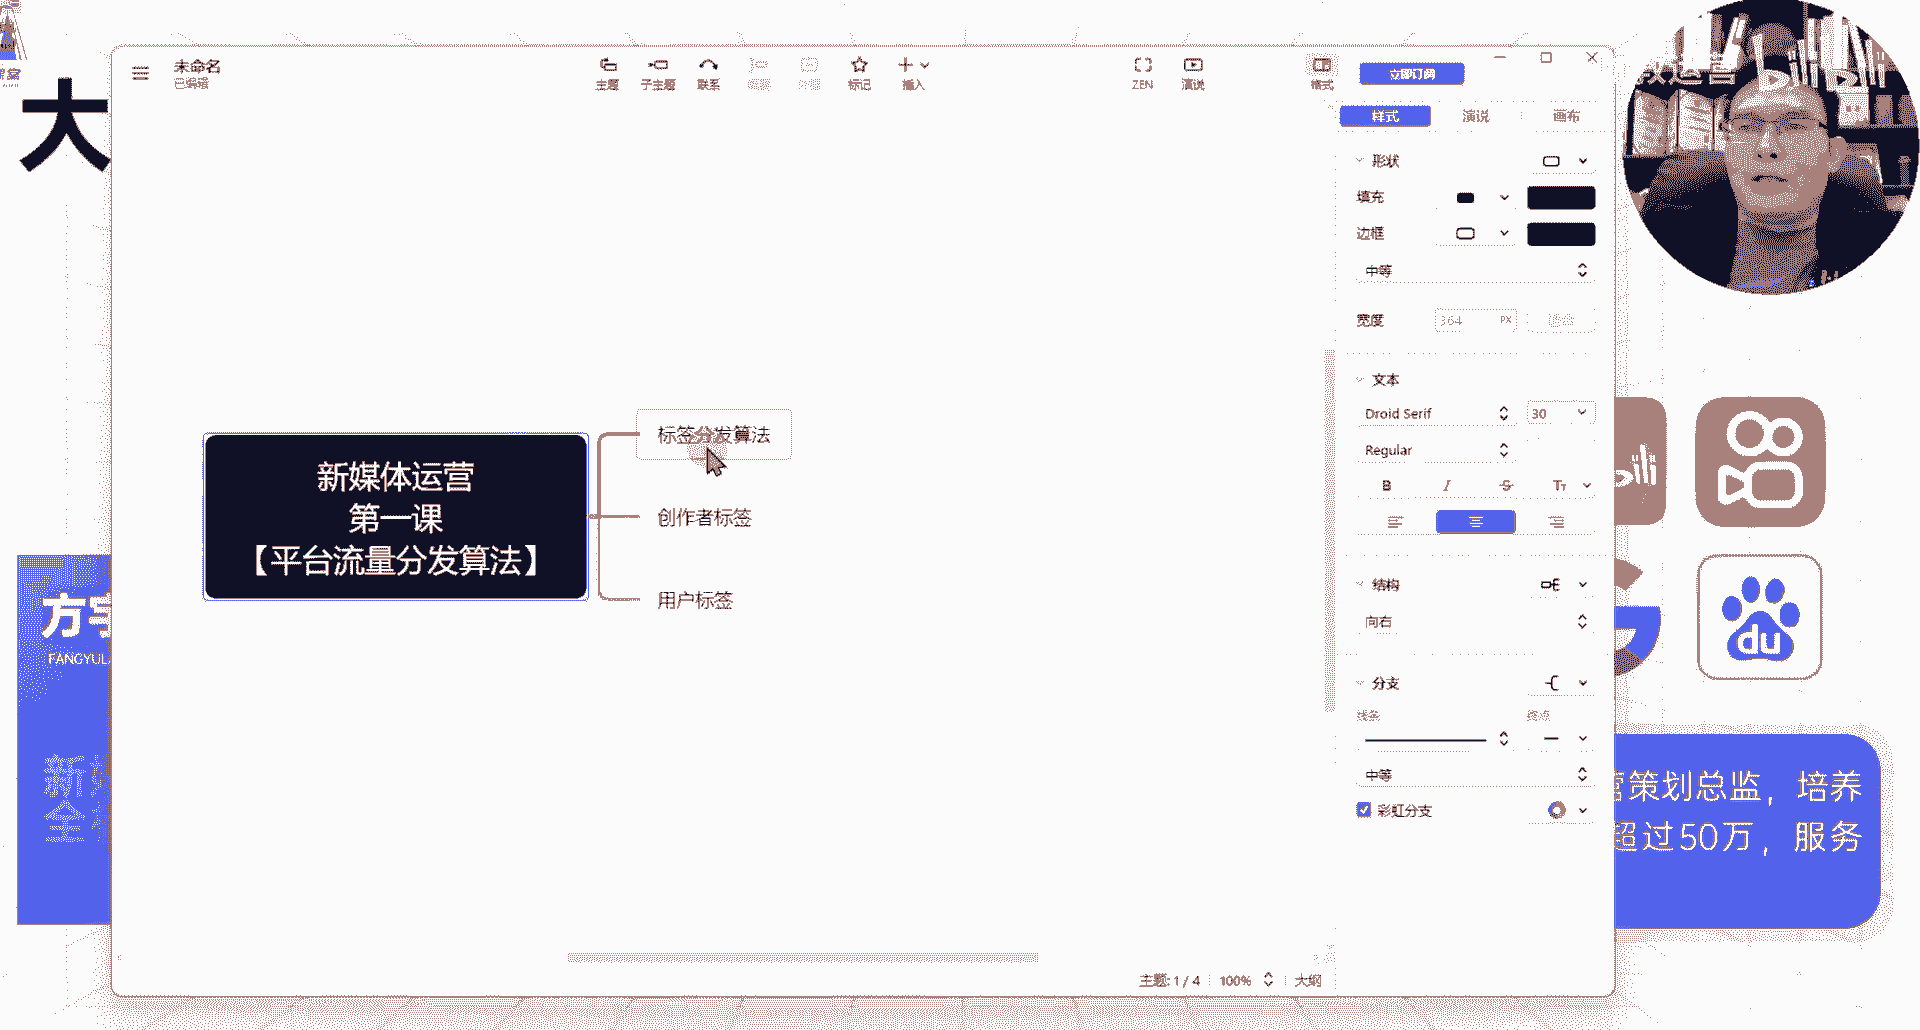 大
未命名
已编辑
主题
子主题
联系
标记
插入
ZEN
演说
格式
立即订阅
样式
演说
画布
形状
填充
边框
中等
宽度
364
PX
文本
Droid Serif
30
Regular
B
I
S
TT
结构
向右
分支
线条
终点
中等
彩虹分支
新媒体运营
第一课
【平台流量分发算法】
标签分发算法
创作者标签
用户标签
主题: 1 / 4
100%
大纲
方宇
FANGYUL
新
全
du
策划总监，培养
超过50万，服务